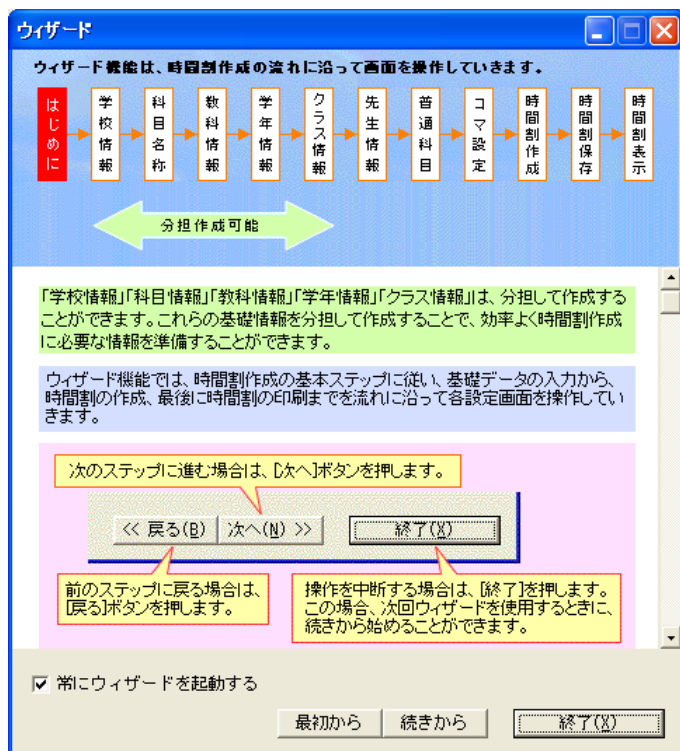 ウィザード
ウィザード機能は、時間割作成の流れに沿って画面を操作していきます。
はじめに
学校情報
科目名称
教科情報
学年情報
クラス情報
先生情報
普通科目
コマ設定
時間割作成
時間割保存
時間割表示
分担作成可能
「学校情報」「科目情報」「教科情報」「学年情報」「クラス情報」は、分担して作成する
ことができます。これらの基礎情報を分担して作成することで、効率よく時間割作成
に必要な情報を準備することができます。
ウィザード機能では、時間割作成の基本ステップに従い、基礎データの入力から、
時間割の作成、最後に時間割の印刷までを流れに沿って各設定画面を操作してい
きます。
次のステップに進む場合は、[次へ]ボタンを押します。
<< 戻る(B)
次へ(N) >>
終了(X)
前のステップに戻る場合は、
[戻る]ボタンを押します。
操作を中断する場合は、[終了]を押します。
この場合、次回ウィザードを使用するときに、
続きから始めることができます。
常にウィザードを起動する
最初から
続きから
終了(X)